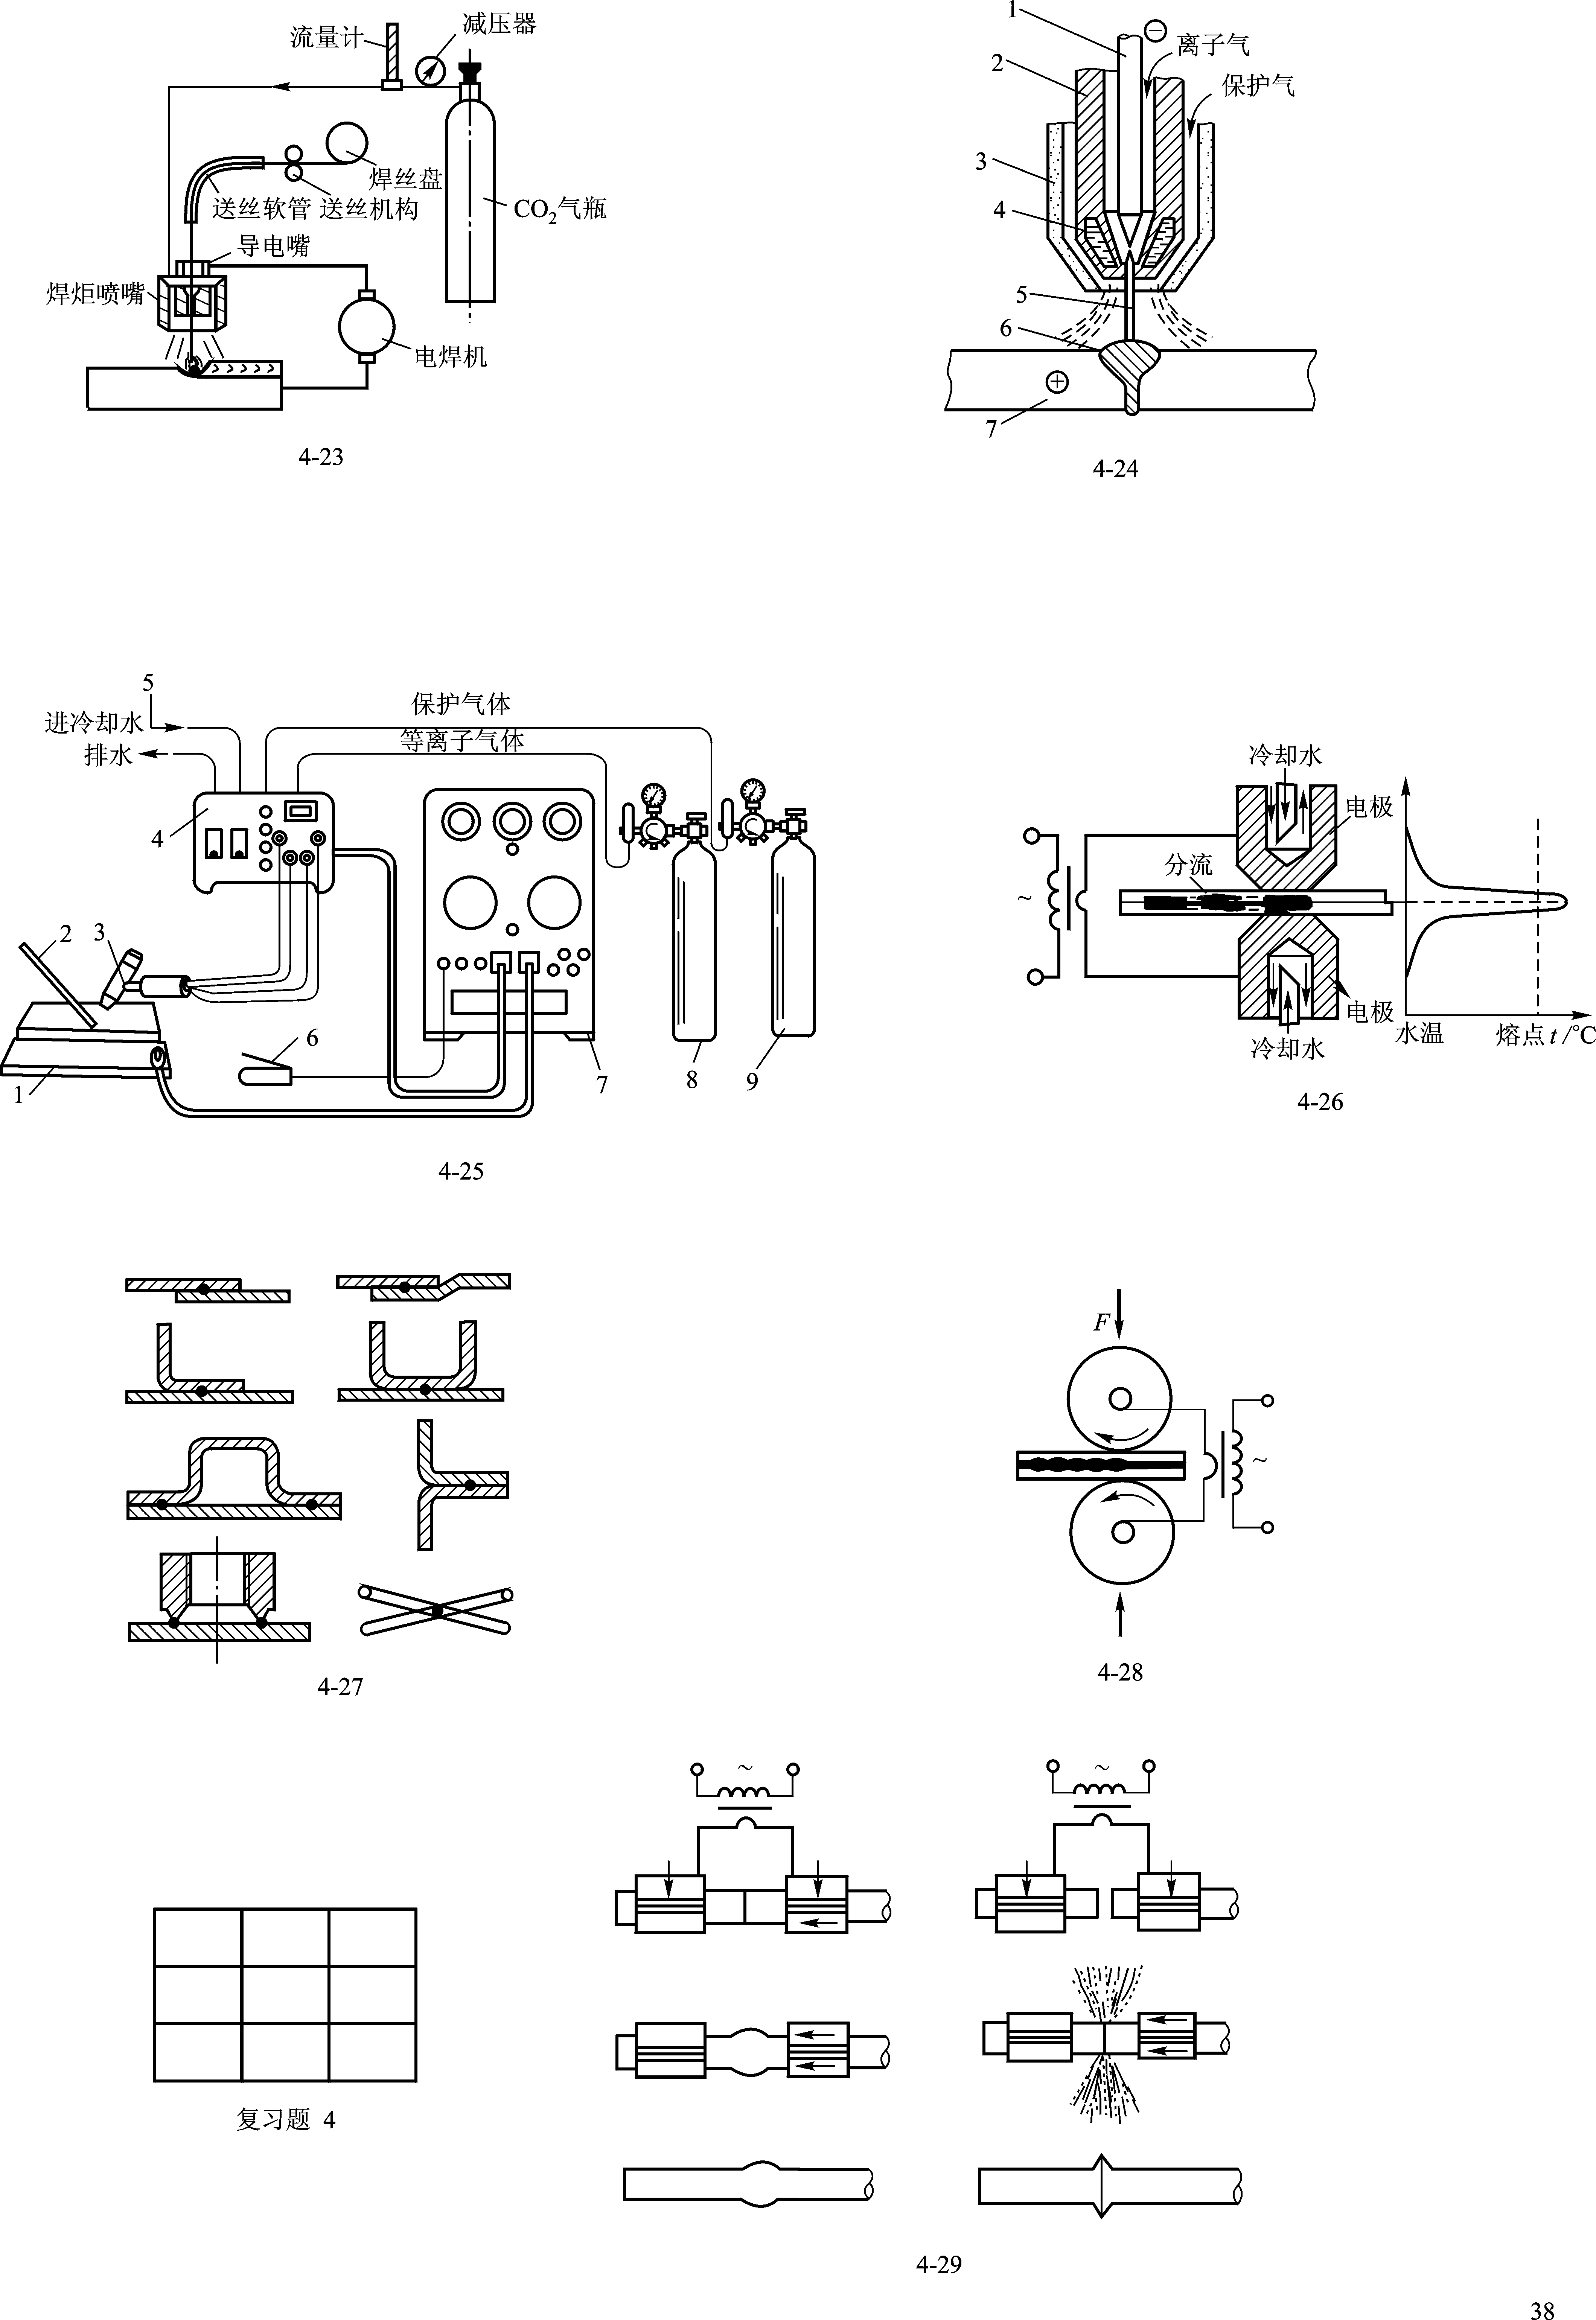 流量计
减压器
焊丝盘
送丝软管 送丝机构
CO₂气瓶
导电嘴
焊炬喷嘴
电焊机
4-23
1
离子气
2
保护气
3
4
5
6
7
4-24
5
保护气体
进冷却水
等离子气体
排水
4
2
3
6
1
7
8
9
4-25
冷却水
电极
分流
~
电极
水温
熔点 t/℃
冷却水
4-26
4-27
F
~
4-28
~
~
复习题 4
4-29
38